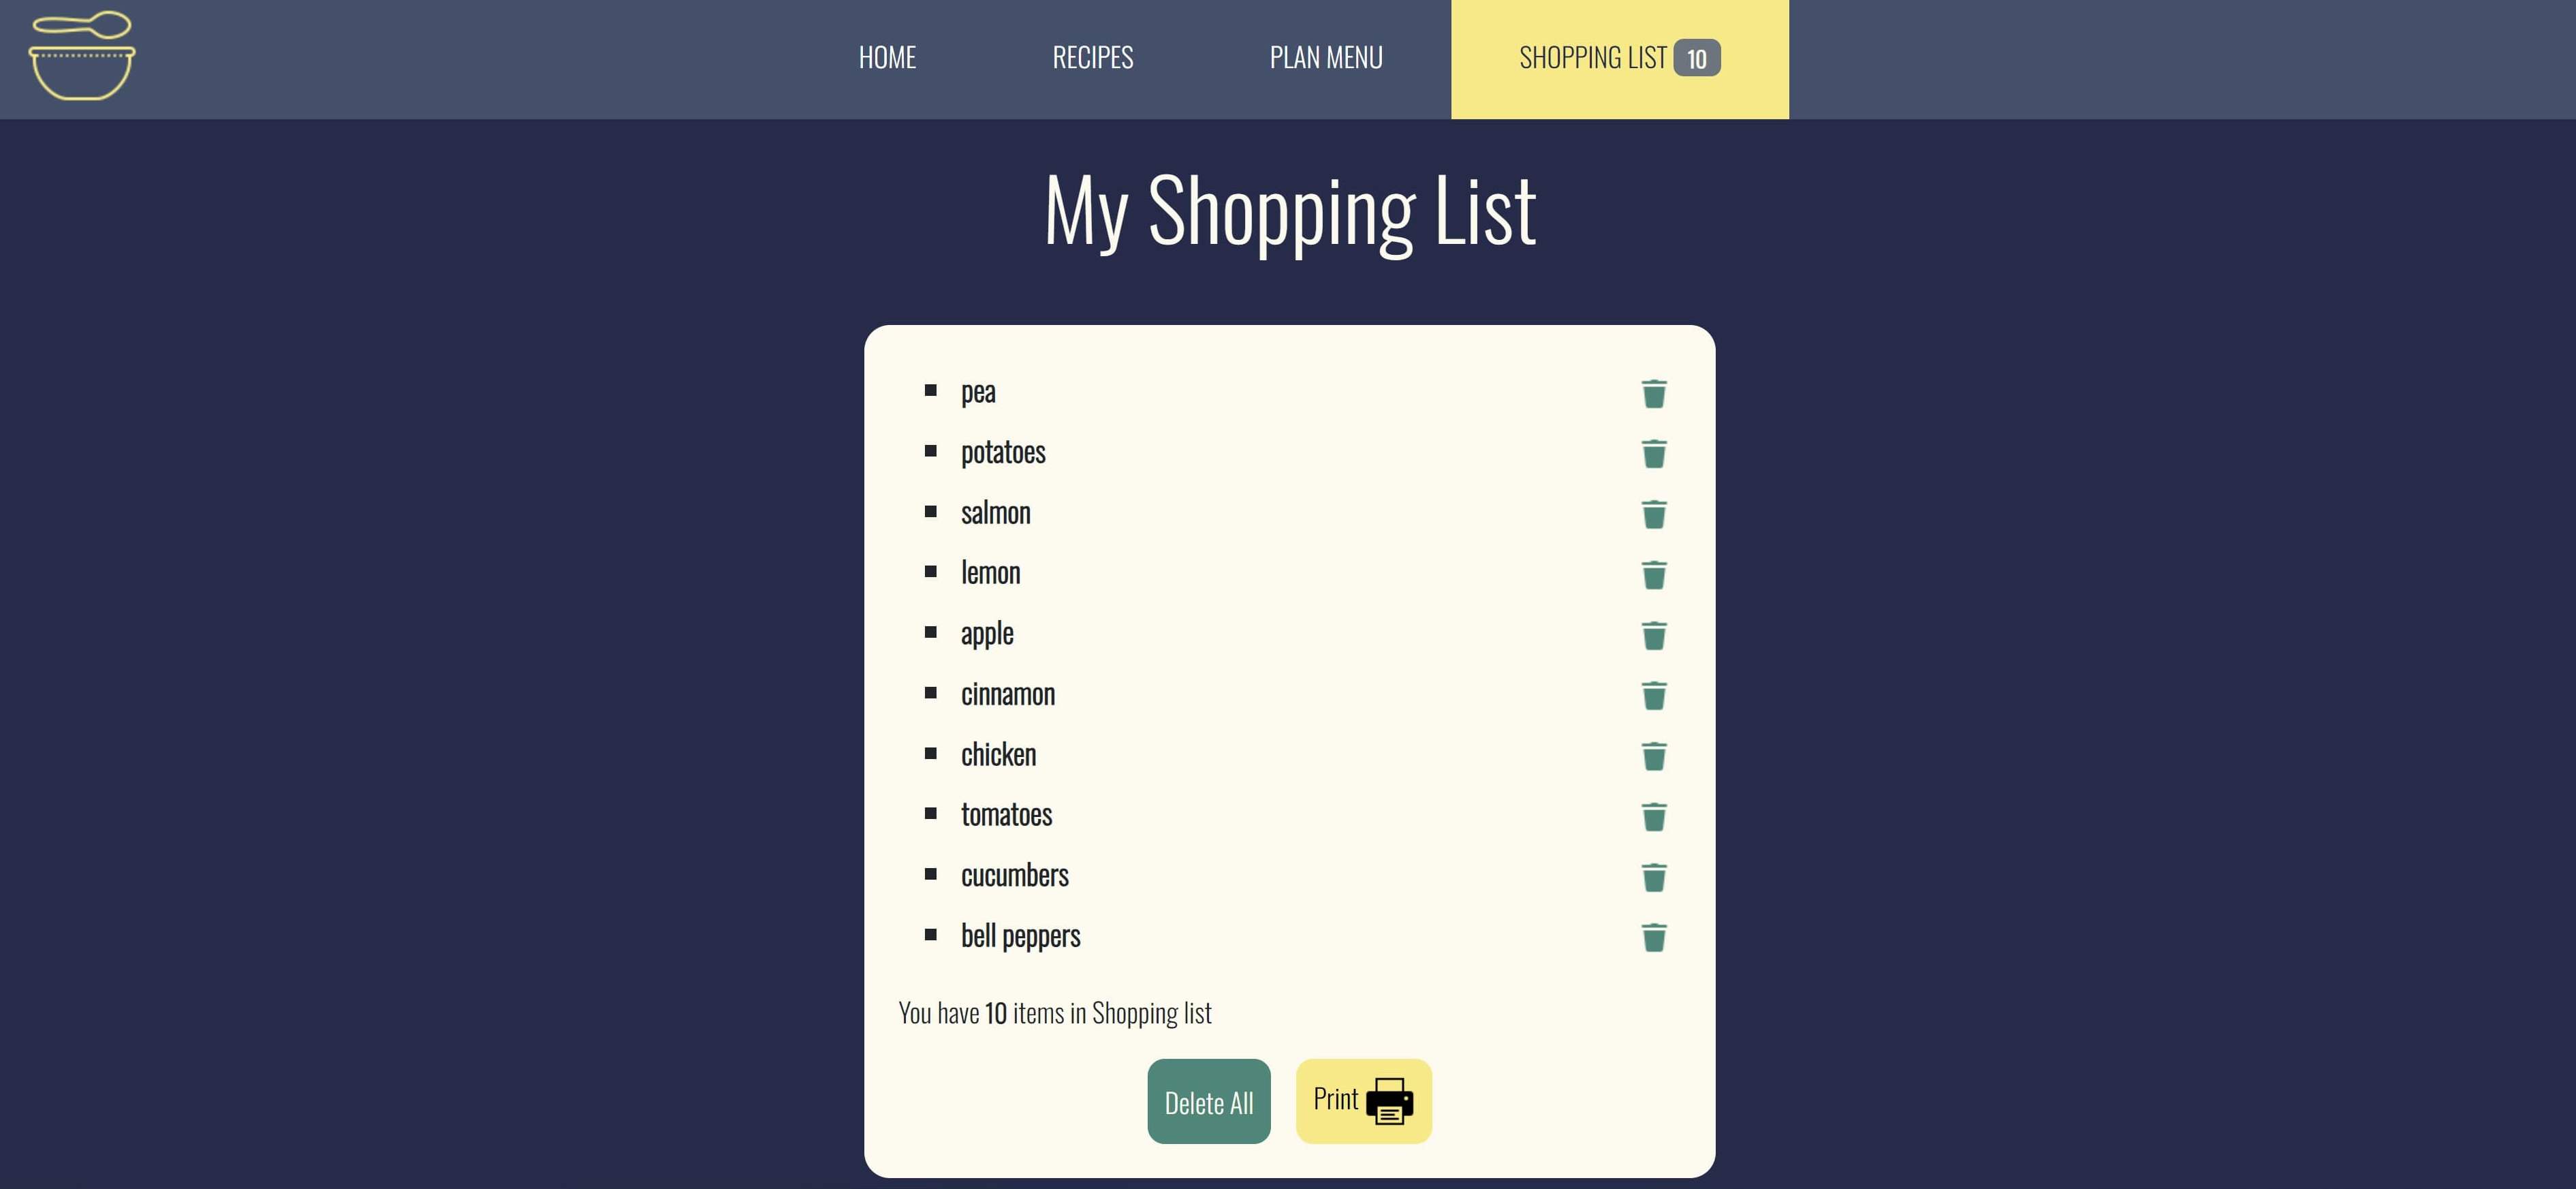 HOME RECIPES PLAN MENU SHOPPING LIST 10
My Shopping List
pea
potatoes
salmon
lemon
apple
cinnamon
chicken
tomatoes
cucumbers
bell peppers
You have 10 items in Shopping list
Delete All Print